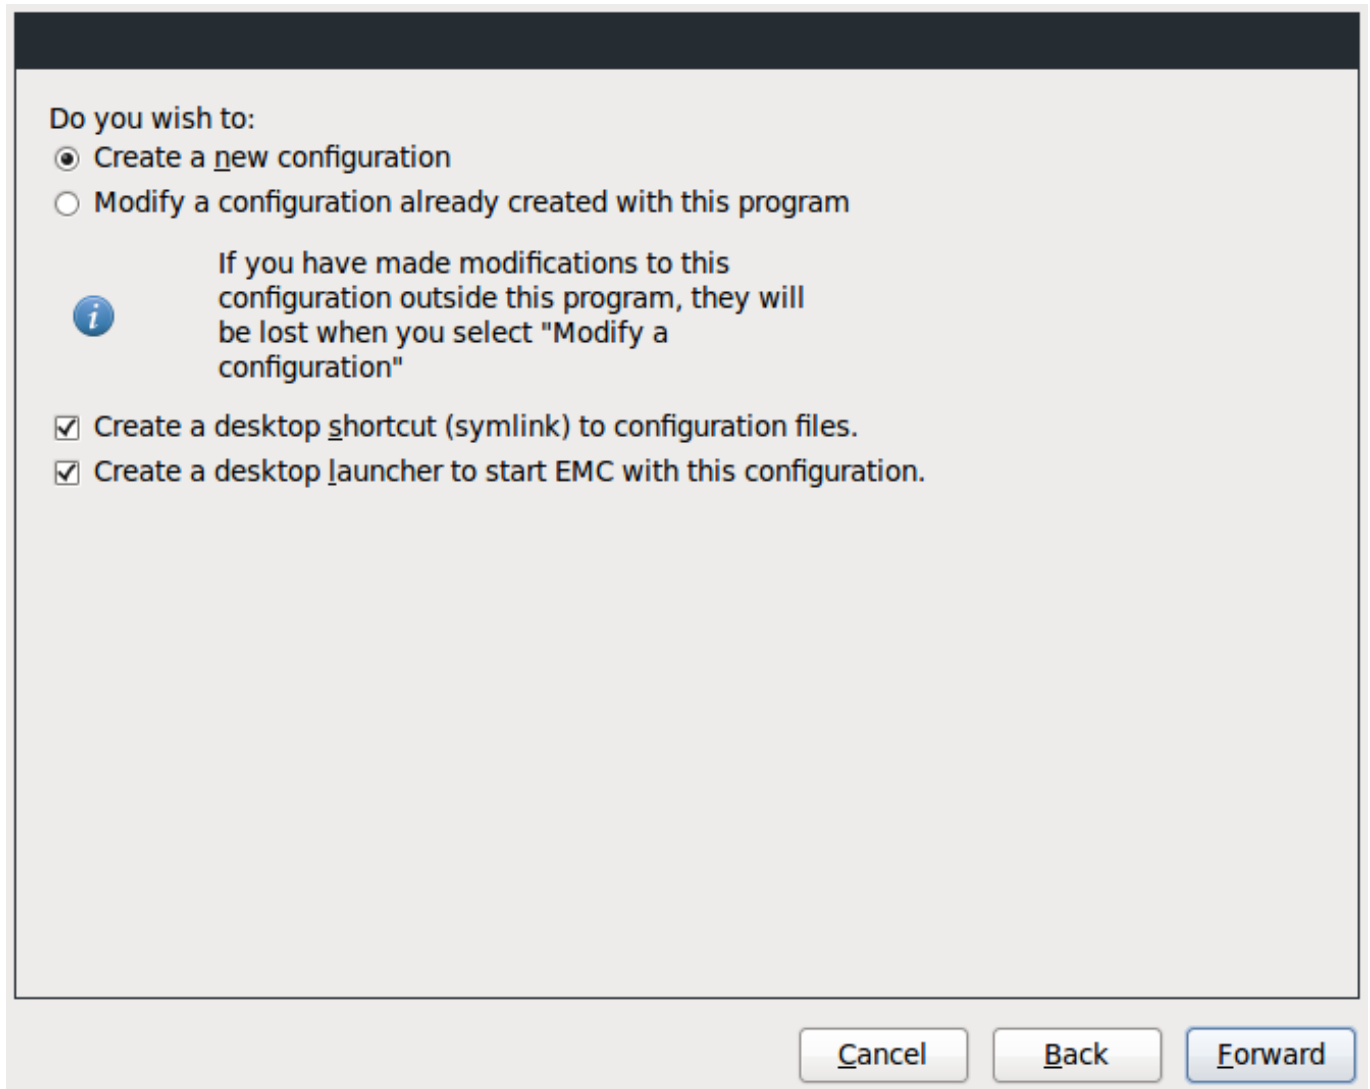 Do you wish to:
Create a new configuration
Modify a configuration already created with this program
If you have made modifications to this
configuration outside this program, they will
be lost when you select "Modify a
configuration"
Create a desktop shortcut (symlink) to configuration files.
Create a desktop launcher to start EMC with this configuration.
Cancel Back Forward